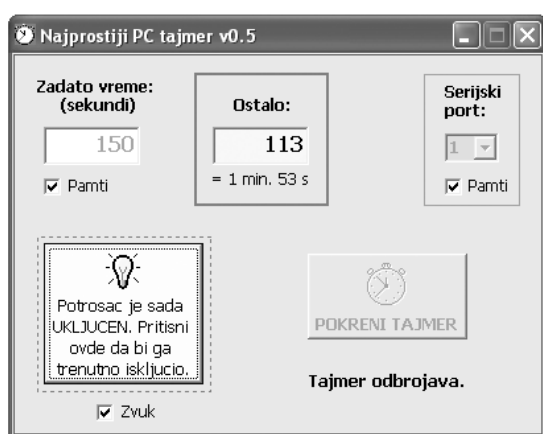 Najprostiji PC tajmer v0.5
Zadato vreme:
(sekundi)
150
Pamti
Ostalo:
113
= 1 min. 53 s
Serijski
port:
1
Pamti
Potrosac je sada
UKLJUCEN. Pritisni
ovde da bi ga
trenutno iskljucio.
Zvuk
POKRENI TAJMER
Tajmer odbrojava.